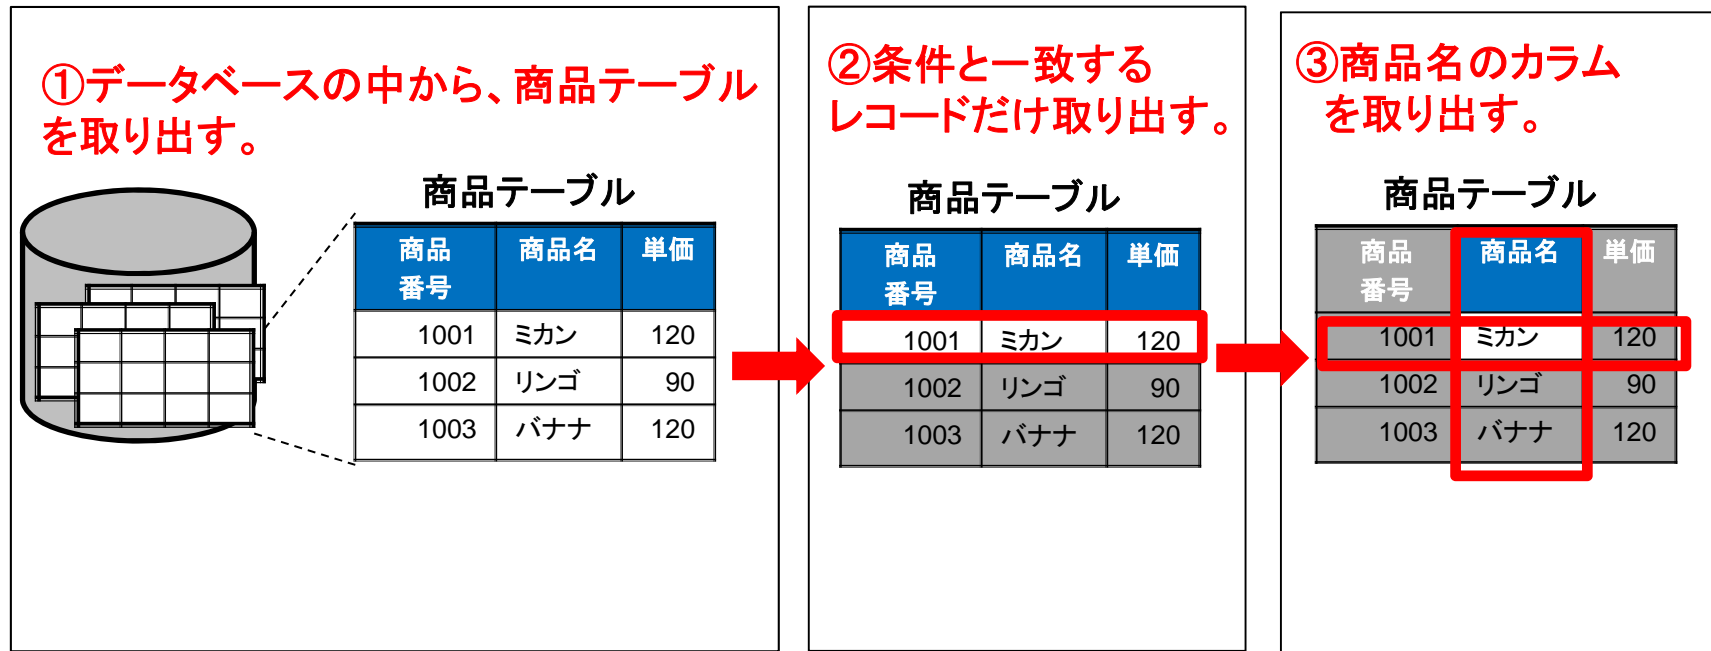 ①データベースの中から、商品テーブル
を取り出す。
商品テーブル
商品
番号
商品名
単価
1001 ミカン 120
1002 リンゴ 90
1003 バナナ 120
②条件と一致する
レコードだけ取り出す。
商品テーブル
商品
番号
商品名
単価
1001 ミカン 120
1002 リンゴ 90
1003 バナナ 120
③商品名のカラム
を取り出す。
商品テーブル
商品
番号
商品名
単価
1001 ミカン 120
1002 リンゴ 90
1003 バナナ 120